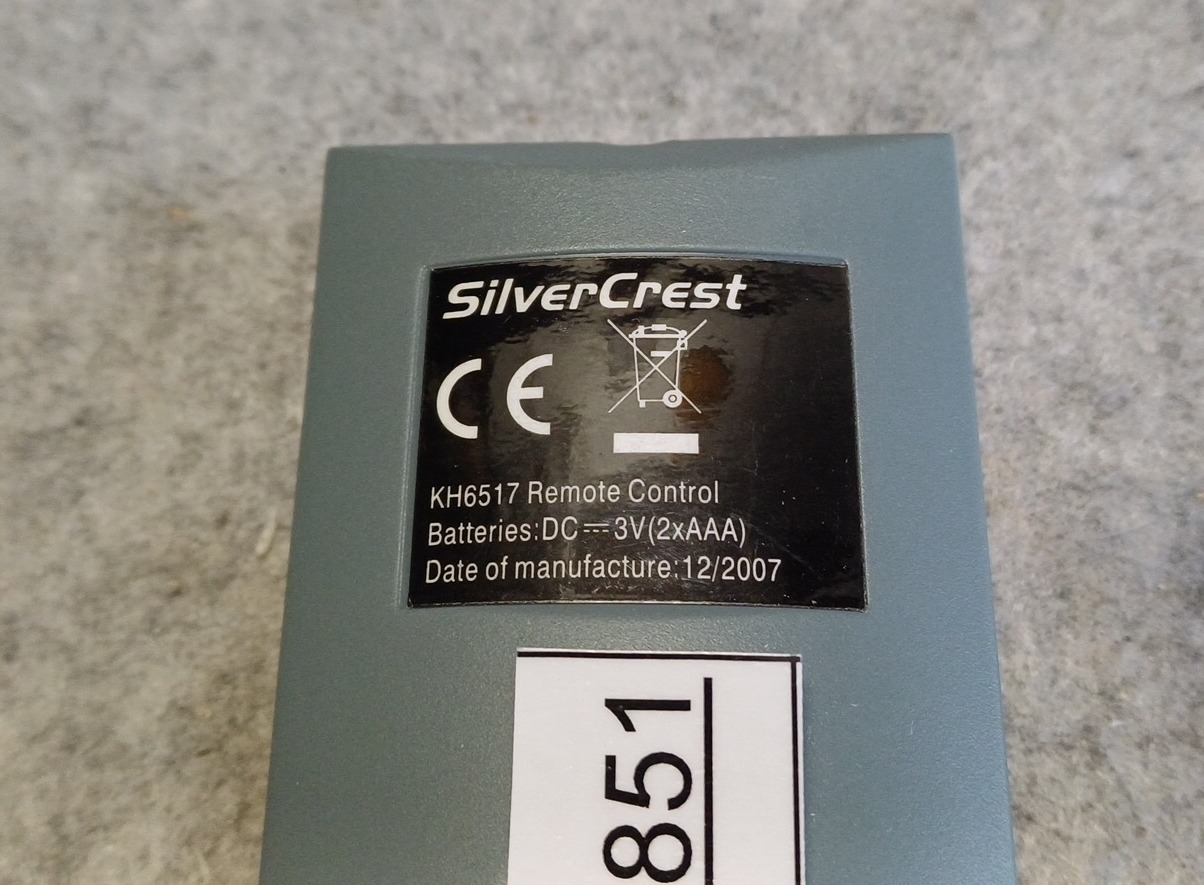 SilverCrest
CE
KH6517 Remote Control
Batteries:DC ⎓ 3V(2xAAA)
Date of manufacture:12/2007
851